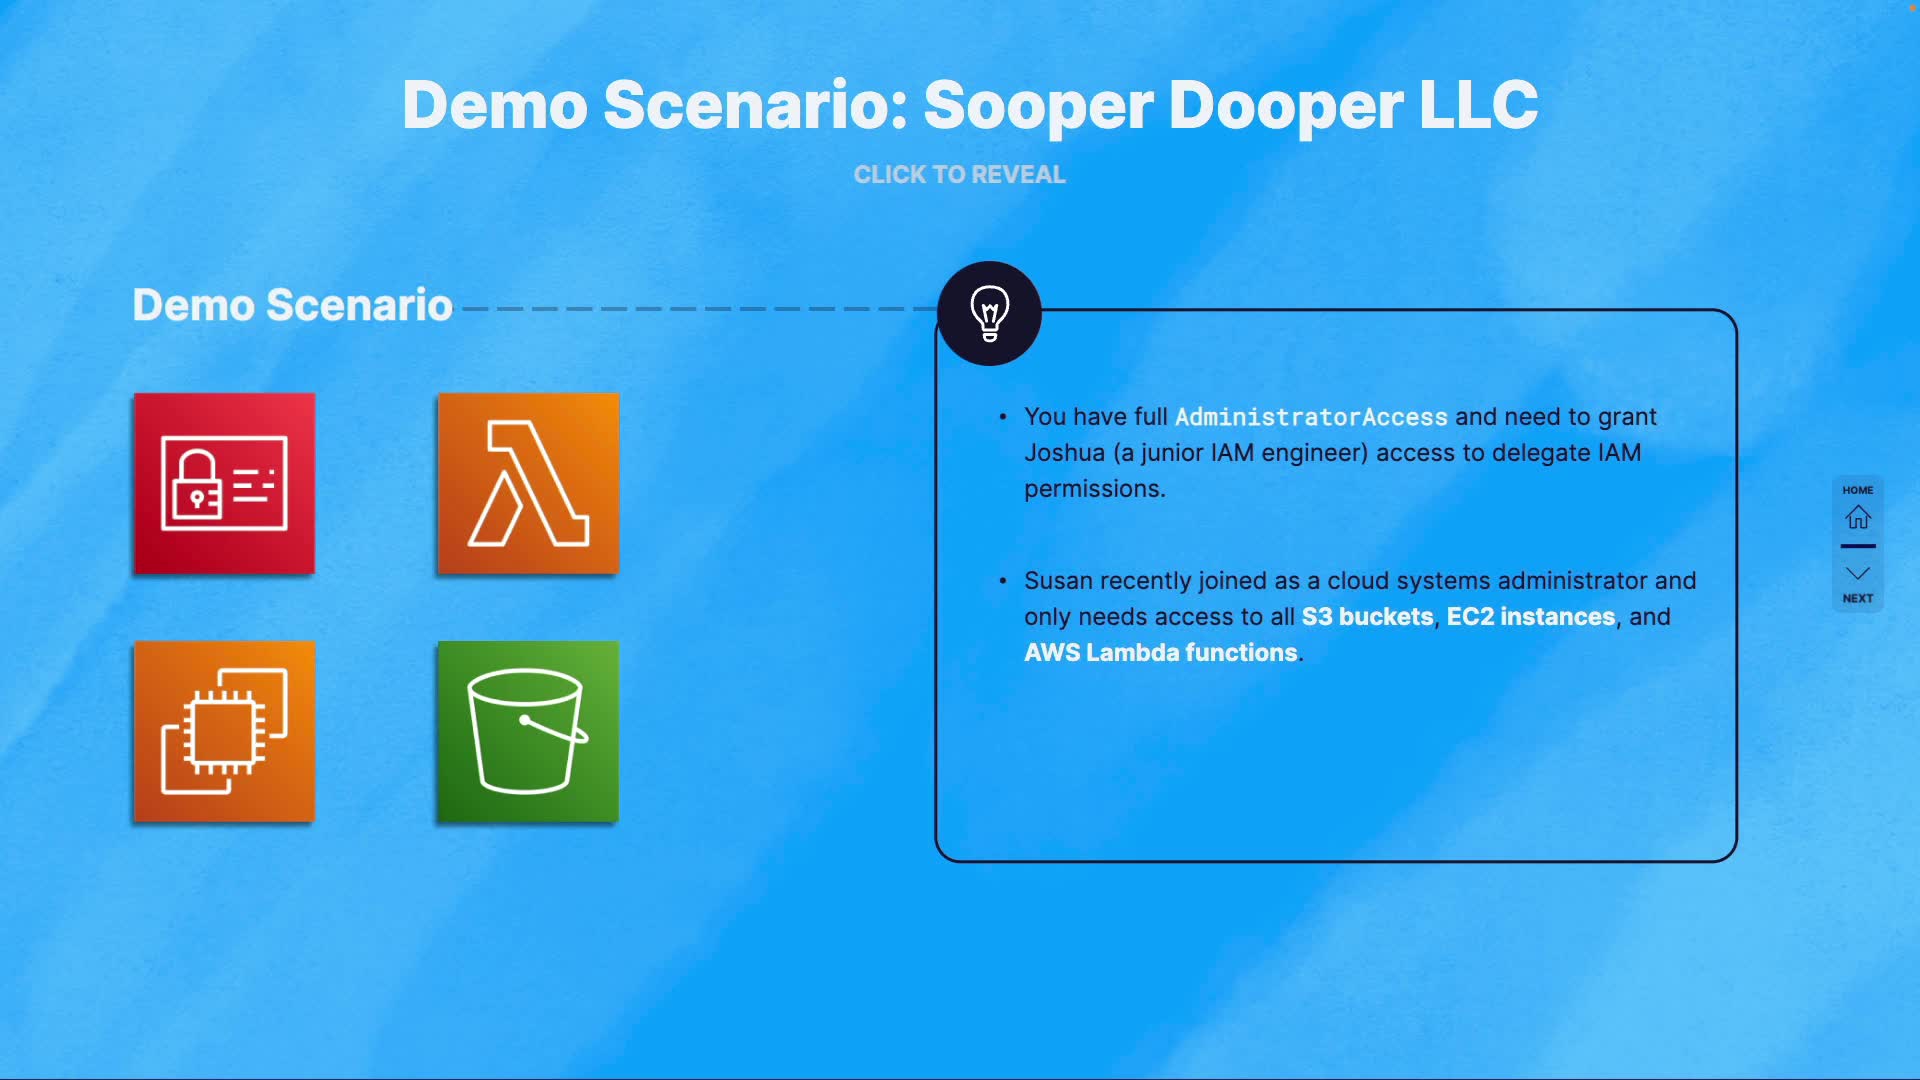 Demo Scenario: Sooper Dooper LLC
CLICK TO REVEAL
Demo Scenario
• You have full AdministratorAccess and need to grant
Joshua (a junior IAM engineer) access to delegate IAM
permissions.
• Susan recently joined as a cloud systems administrator and
only needs access to all S3 buckets, EC2 instances, and
AWS Lambda functions.
HOME
NEXT